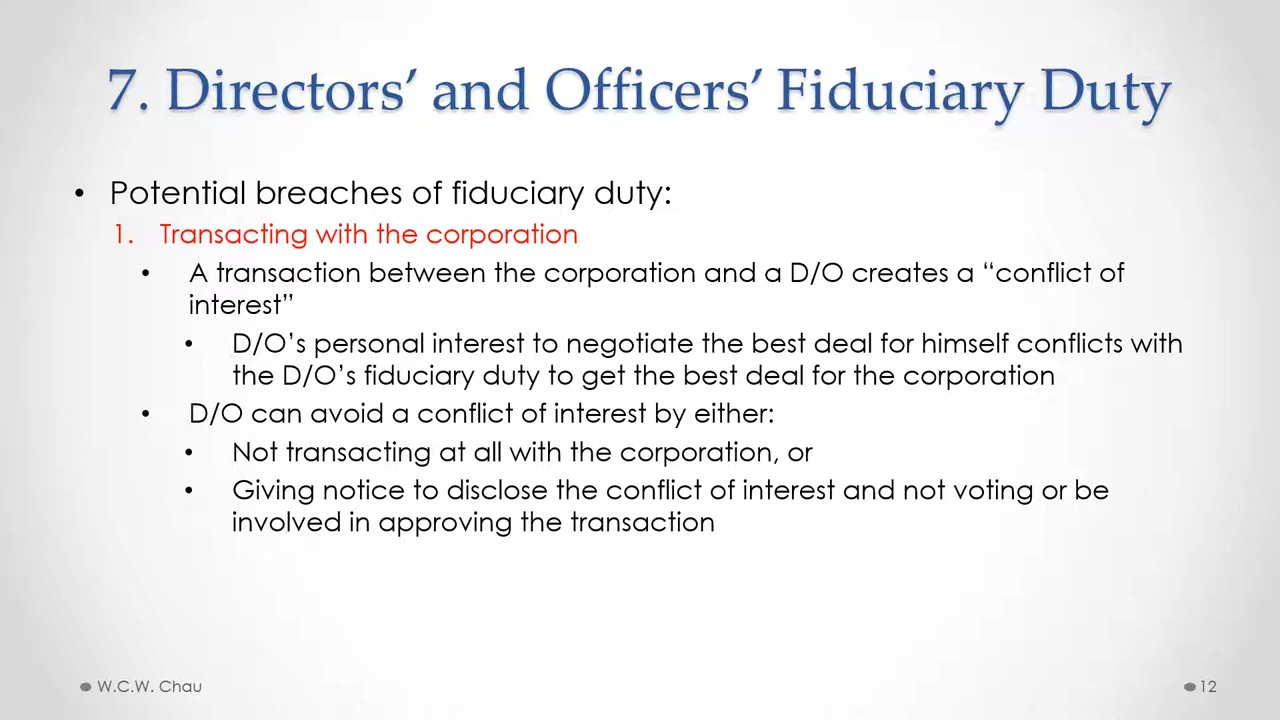 7. Directors’ and Officers’ Fiduciary Duty
• Potential breaches of fiduciary duty:
1. Transacting with the corporation
• A transaction between the corporation and a D/O creates a “conflict of
interest”
• D/O’s personal interest to negotiate the best deal for himself conflicts with
the D/O’s fiduciary duty to get the best deal for the corporation
• D/O can avoid a conflict of interest by either:
• Not transacting at all with the corporation, or
• Giving notice to disclose the conflict of interest and not voting or be
involved in approving the transaction
W.C.W. Chau
12